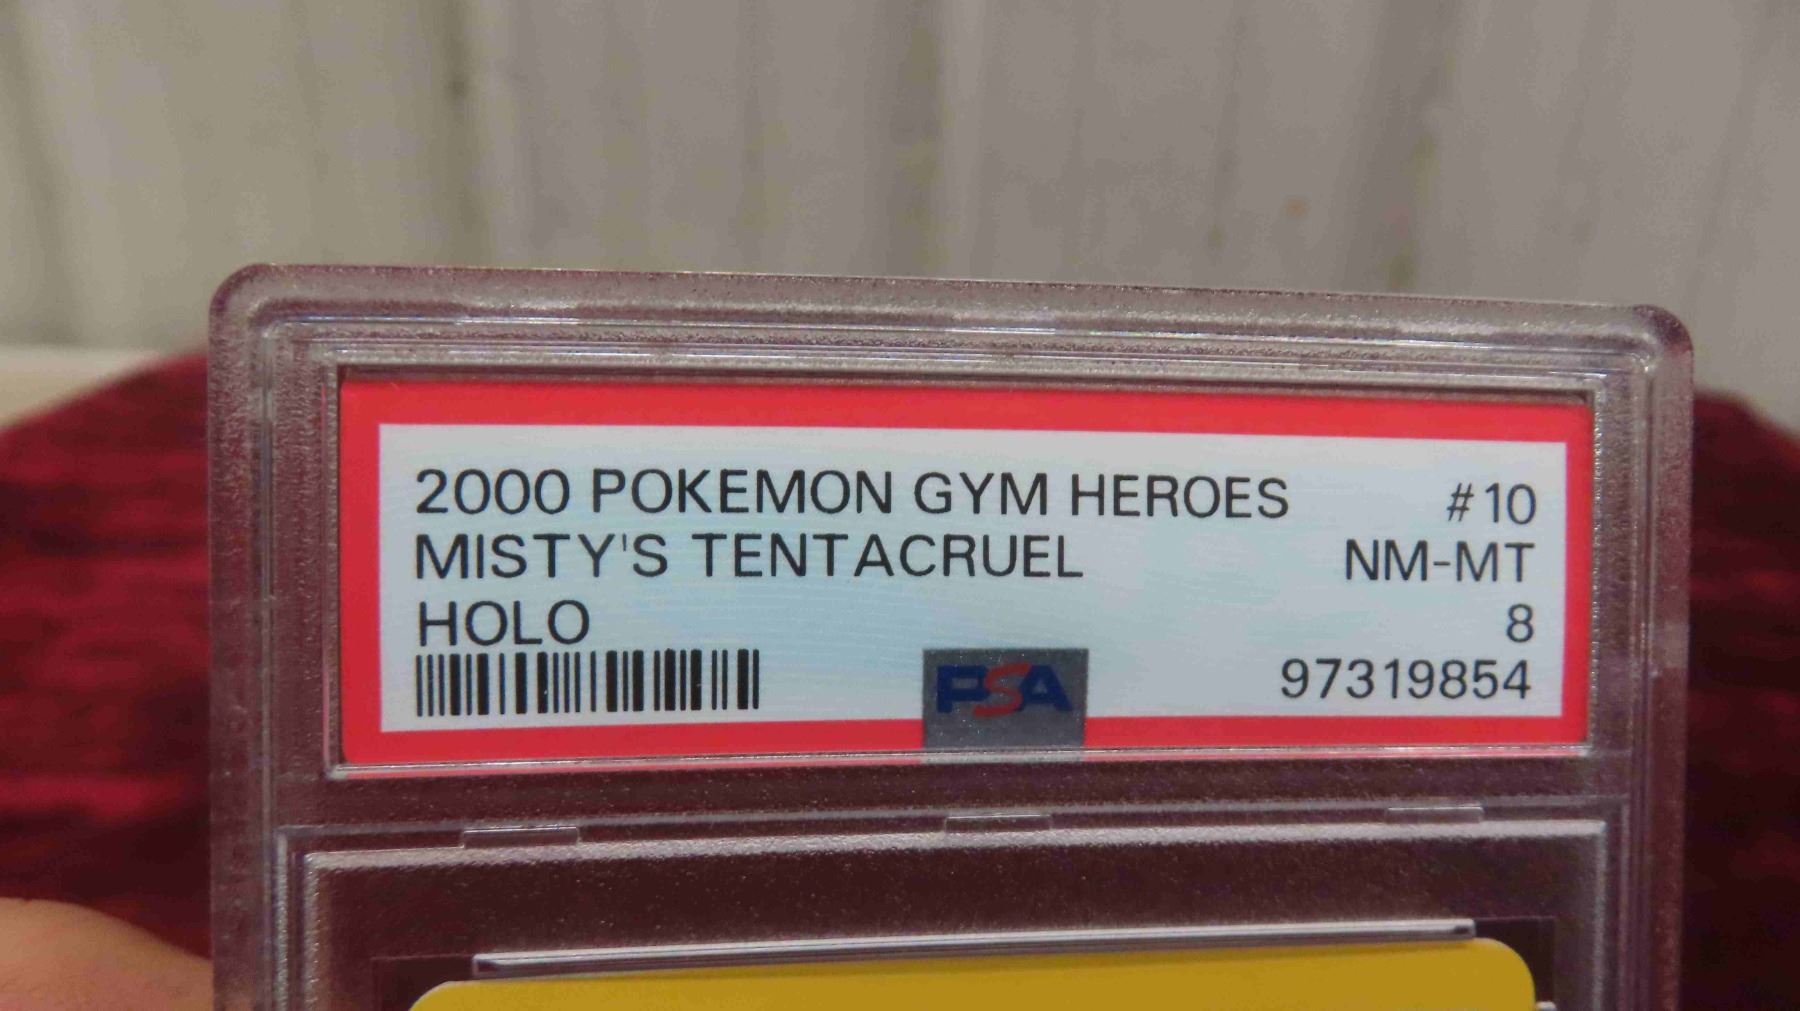 2000 POKEMON GYM HEROES #10
MISTY'S TENTACRUEL NM-MT
HOLO 8
PSA 97319854